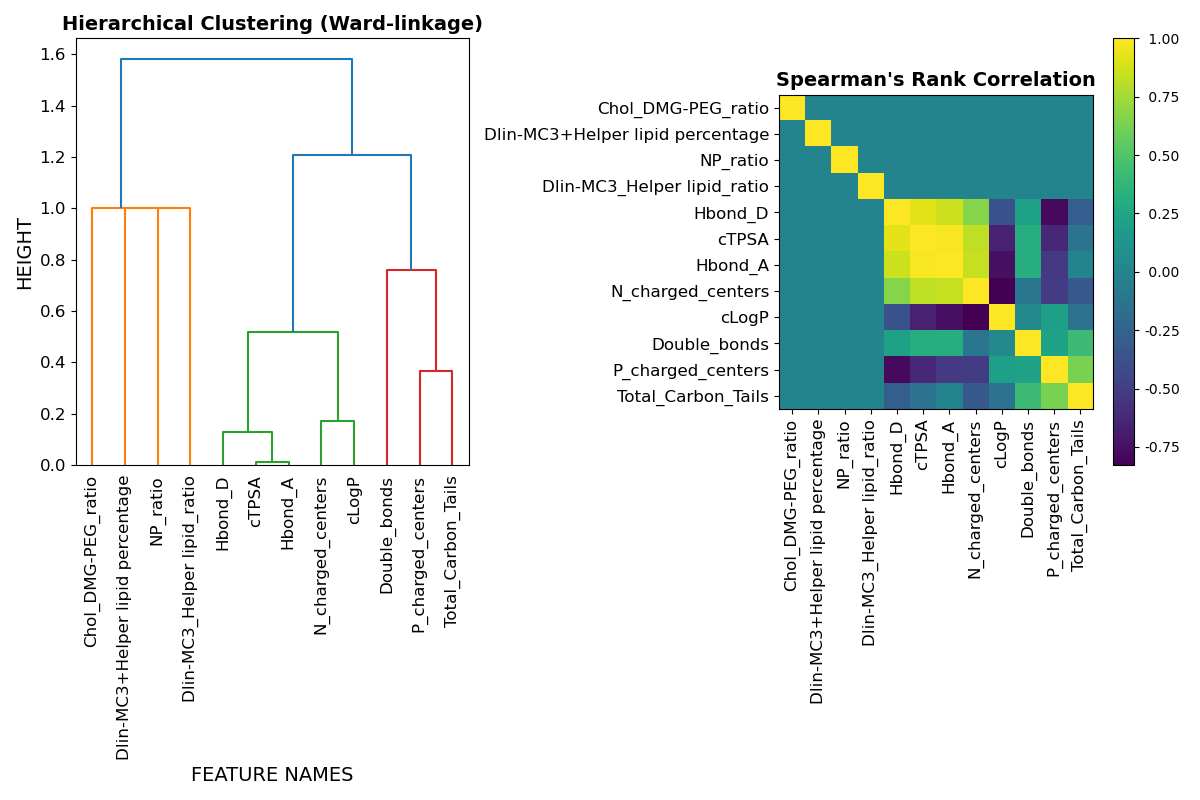 Hierarchical Clustering (Ward-linkage)
HEIGHT
1.6
1.4
1.2
1.0
0.8
0.6
0.4
0.2
0.0
Chol_DMG-PEG_ratio
Dlin-MC3+Helper lipid percentage
NP_ratio
Dlin-MC3_Helper lipid_ratio
Hbond_D
cTPSA
Hbond_A
N_charged_centers
cLogP
Double_bonds
P_charged_centers
Total_Carbon_Tails
FEATURE NAMES
Spearman's Rank Correlation
Chol_DMG-PEG_ratio
Dlin-MC3+Helper lipid percentage
NP_ratio
Dlin-MC3_Helper lipid_ratio
Hbond_D
cTPSA
Hbond_A
N_charged_centers
cLogP
Double_bonds
P_charged_centers
Total_Carbon_Tails
Chol_DMG-PEG_ratio
Dlin-MC3+Helper lipid percentage
NP_ratio
Dlin-MC3_Helper lipid_ratio
Hbond_D
cTPSA
Hbond_A
N_charged_centers
cLogP
Double_bonds
P_charged_centers
Total_Carbon_Tails
1.00
0.75
0.50
0.25
0.00
-0.25
-0.50
-0.75